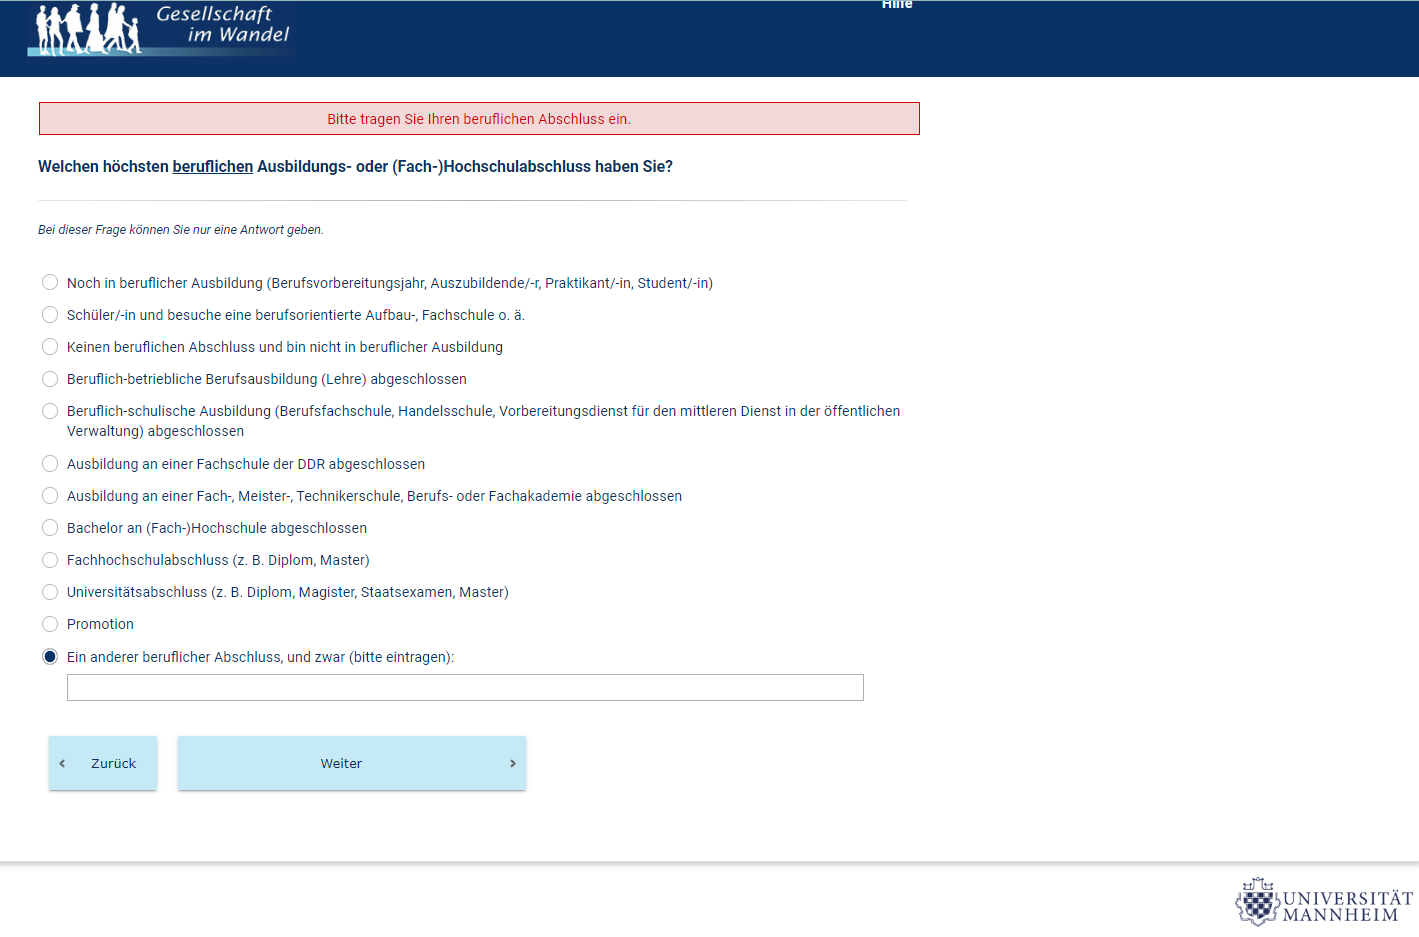 Gesellschaft
im Wandel
Hilfe
Bitte tragen Sie Ihren beruflichen Abschluss ein.
Welchen höchsten beruflichen Ausbildungs- oder (Fach-)Hochschulabschluss haben Sie?
Bei dieser Frage können Sie nur eine Antwort geben.
Noch in beruflicher Ausbildung (Berufsvorbereitungsjahr, Auszubildende/-r, Praktikant/-in, Student/-in)
Schüler/-in und besuche eine berufsorientierte Aufbau-, Fachschule o. ä.
Keinen beruflichen Abschluss und bin nicht in beruflicher Ausbildung
Beruflich-betriebliche Berufsausbildung (Lehre) abgeschlossen
Beruflich-schulische Ausbildung (Berufsfachschule, Handelsschule, Vorbereitungsdienst für den mittleren Dienst in der öffentlichen
Verwaltung) abgeschlossen
Ausbildung an einer Fachschule der DDR abgeschlossen
Ausbildung an einer Fach-, Meister-, Technikerschule, Berufs- oder Fachakademie abgeschlossen
Bachelor an (Fach-)Hochschule abgeschlossen
Fachhochschulabschluss (z. B. Diplom, Master)
Universitätsabschluss (z. B. Diplom, Magister, Staatsexamen, Master)
Promotion
Ein anderer beruflicher Abschluss, und zwar (bitte eintragen):
Zurück
Weiter
UNIVERSITÄT
MANNHEIM